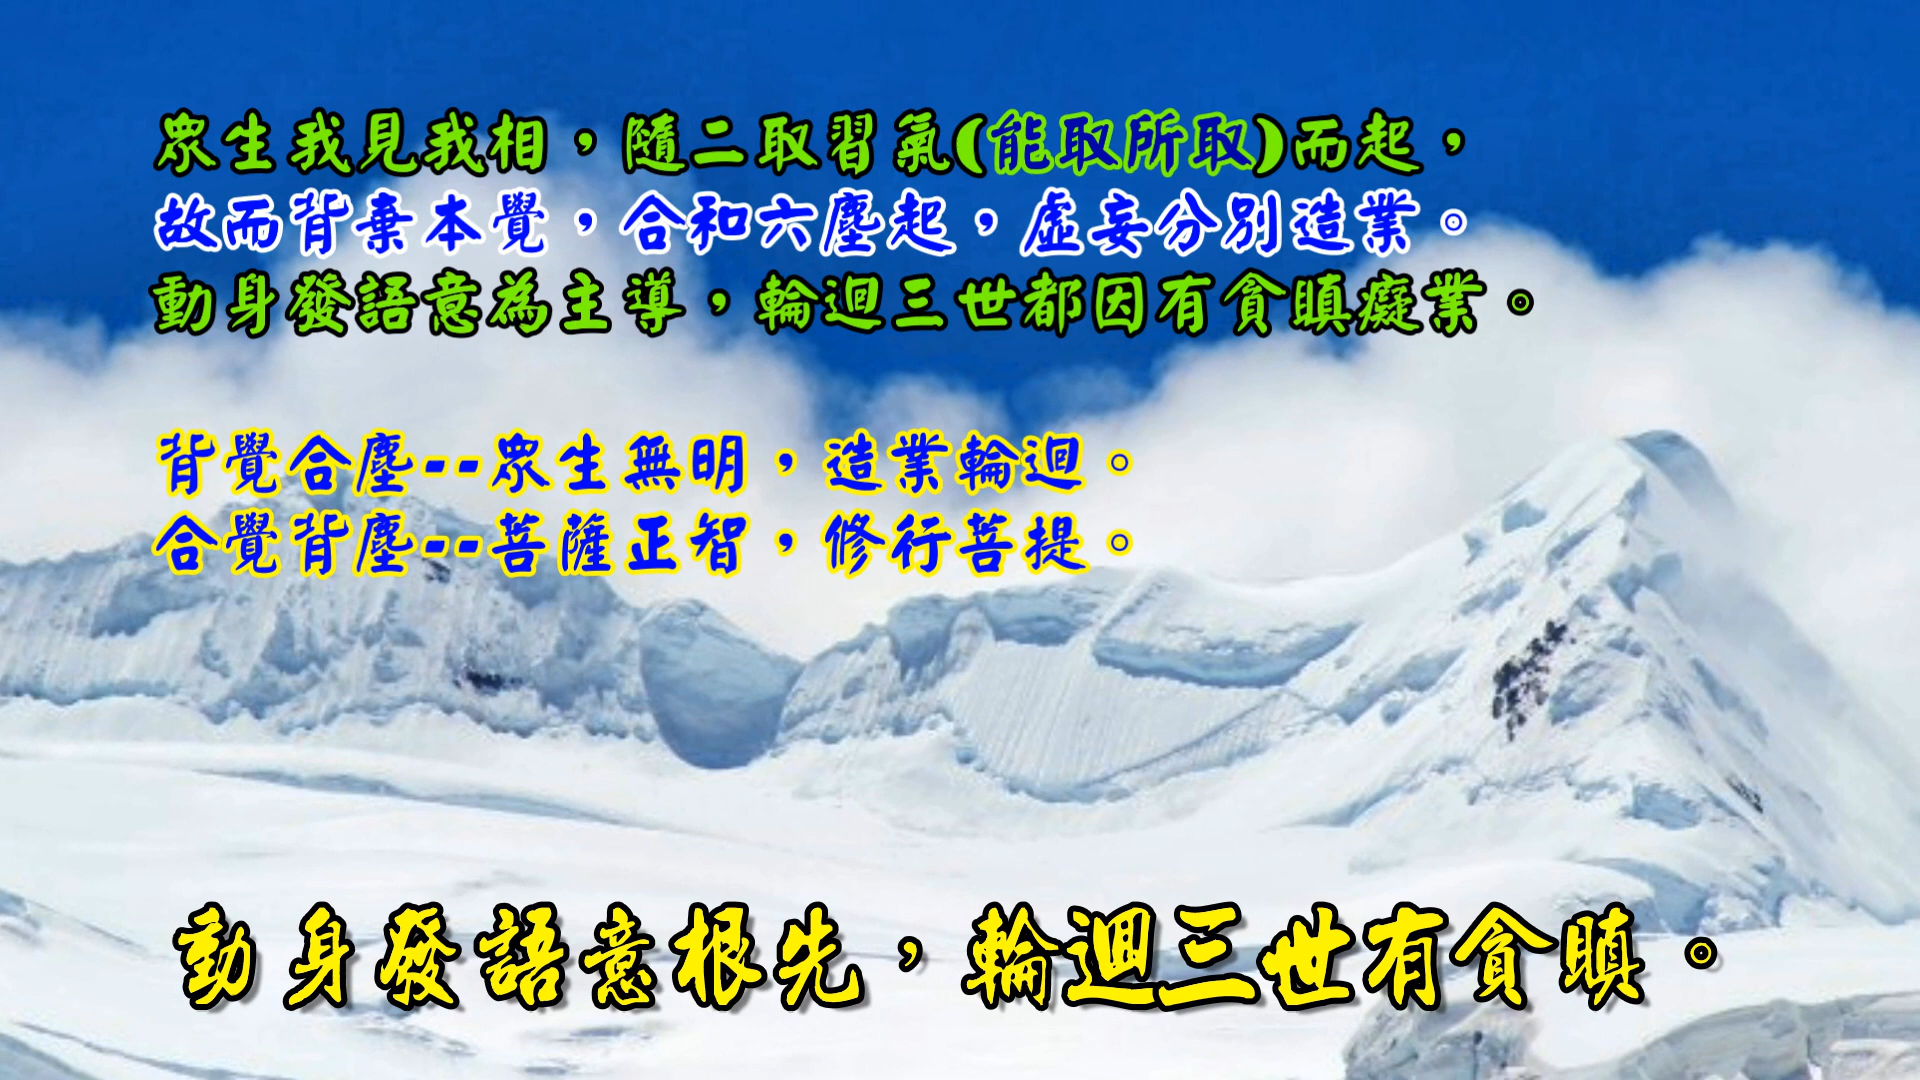 眾生我見我相，隨二取習氣(能取所取)而起，
故而背棄本覺，合和六塵起，虛妄分別造業。
動身發語意為主導，輪迴三世都因有貪瞋癡業。
背覺合塵--眾生無明，造業輪迴。
合覺背塵--菩薩正智，修行菩提。
動身發語意根先，輪迴三世有貪瞋。